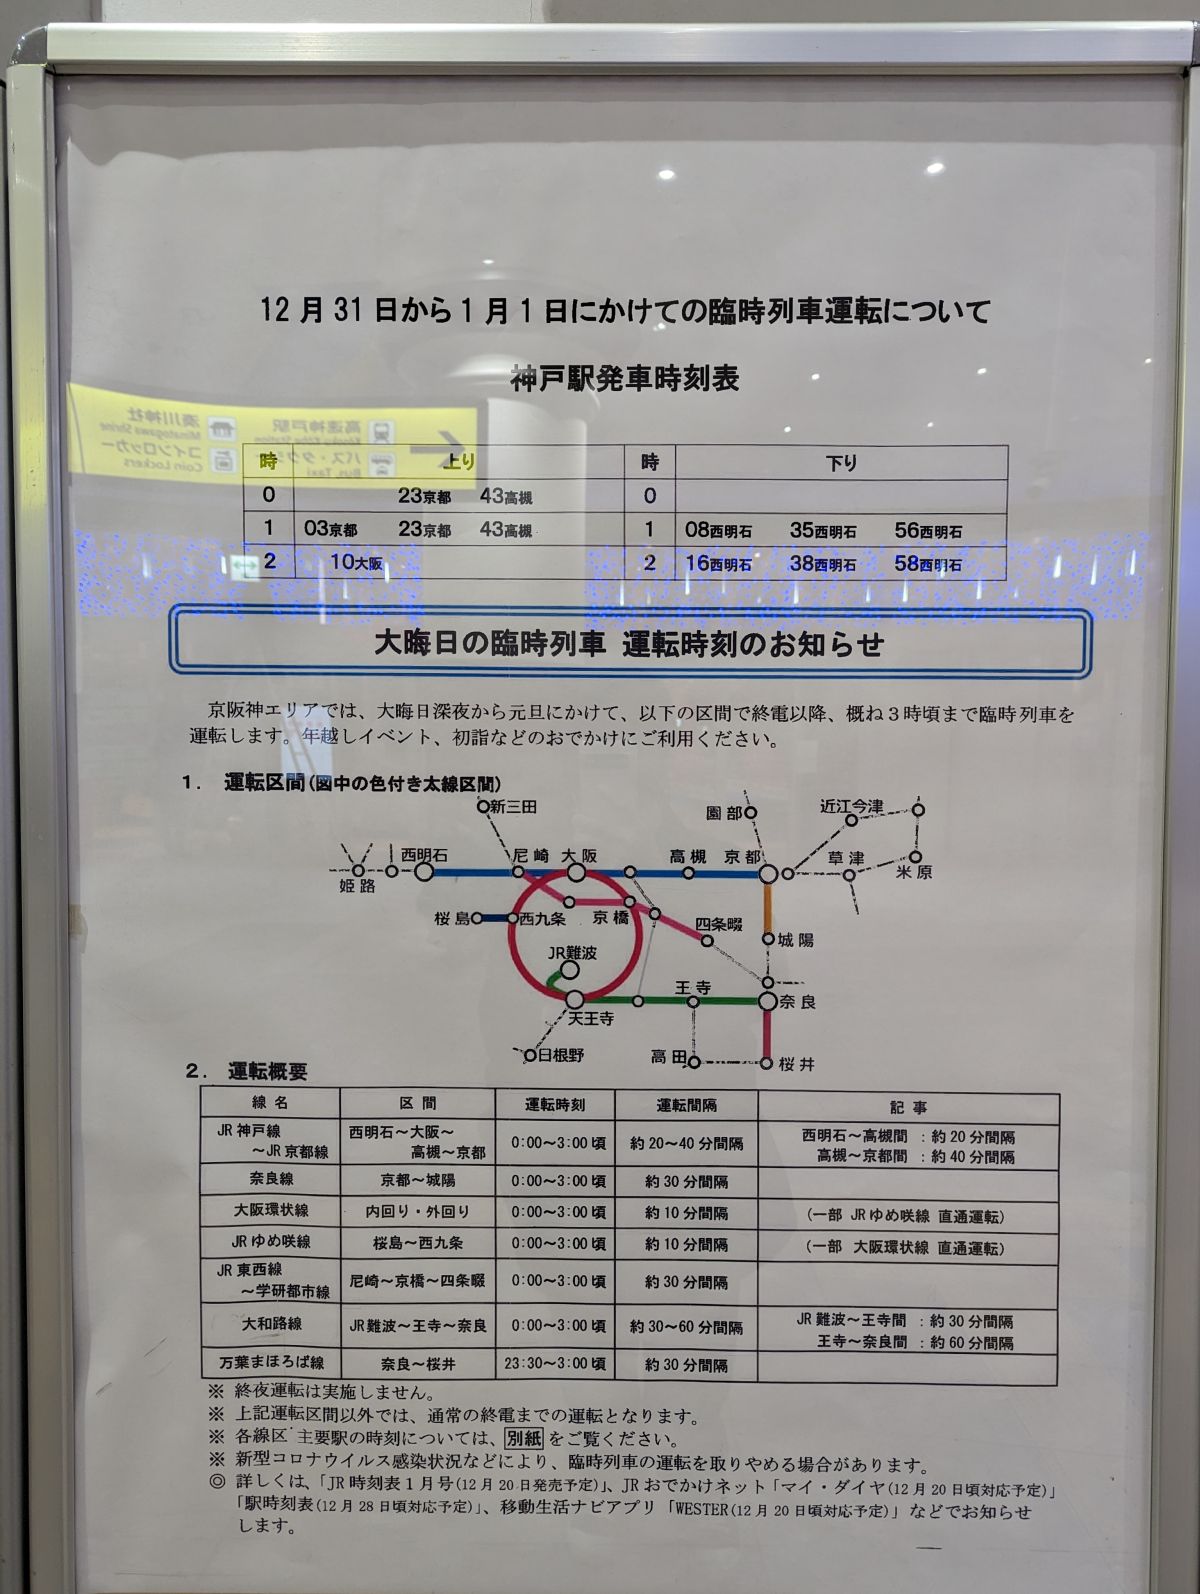 12月31日から1月1日にかけての臨時列車運転について
神戸駅発車時刻表
時 上り 時 下り
0 23京都 43高槻 0
1 03京都 23京都 43高槻 1 08西明石 35西明石 56西明石
2 10大阪 2 16西明石 38西明石 58西明石
大晦日の臨時列車 運転時刻のお知らせ
京阪神エリアでは、大晦日深夜から元旦にかけて、以下の区間で終電以降、概ね3時頃まで臨時列車を
運転します。年越しイベント、初詣などのおでかけにご利用ください。
1. 運転区間(図中の色付き太線区間)
新三田 園部 近江今津
西明石 尼崎 大阪 高槻 京都 草津
姫路 米原
桜島 西九条 京橋 四条畷 城陽
JR難波
王寺 奈良
天王寺
日根野 高田 桜井
2. 運転概要
線名 区間 運転時刻 運転間隔 記事
JR神戸線 西明石～大阪～ 0:00～3:00頃 約20～40分間隔 西明石～高槻間 :約20分間隔
～JR京都線 高槻～京都 高槻～京都間 :約40分間隔
奈良線 京都～城陽 0:00～3:00頃 約30分間隔
大阪環状線 内回り・外回り 0:00～3:00頃 約10分間隔 (一部 JRゆめ咲線 直通運転)
JRゆめ咲線 桜島～西九条 0:00～3:00頃 約10分間隔 (一部 大阪環状線 直通運転)
JR東西線 尼崎～京橋～四条畷 0:00～3:00頃 約30分間隔
～学研都市線
大和路線 JR難波～王寺～奈良 0:00～3:00頃 約30～60分間隔 JR難波～王寺間 :約30分間隔
王寺～奈良間 :約60分間隔
万葉まほろば線 奈良～桜井 23:30～3:00頃 約30分間隔
※ 終夜運転は実施しません。
※ 上記運転区間以外では、通常の終電までの運転となります。
※ 各線区 主要駅の時刻については、別紙をご覧ください。
※ 新型コロナウイルス感染状況などにより、臨時列車の運転を取りやめる場合があります。
◎ 詳しくは、「JR時刻表1月号(12月20日発売予定)」、JRおでかけネット「マイ・ダイヤ(12月20日頃対応予定)」
「駅時刻表(12月28日頃対応予定)」、移動生活ナビアプリ「WESTER(12月20日頃対応予定)」などでお知らせ
します。
高速神戸駅
Kosoku Kobe Station
バス・タクシー
Bus, Taxi
湊川神社
Minatogawa Shrine
コインロッカー
Coin Lockers